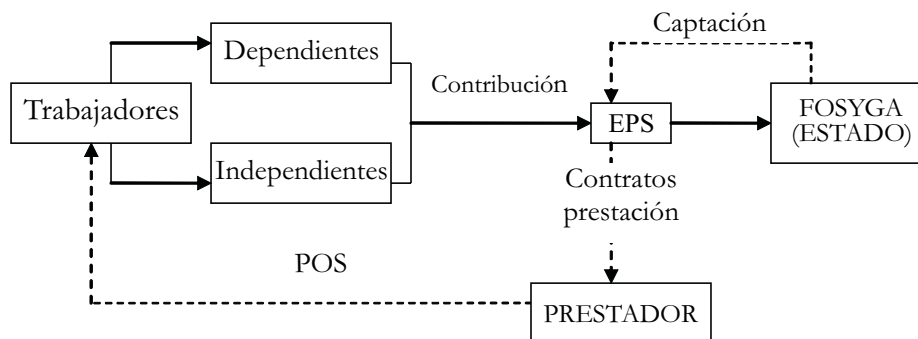 Captación
Dependientes
Contribución
Trabajadores
EPS
FOSYGA
(ESTADO)
Independientes
Contratos
prestación
POS
PRESTADOR